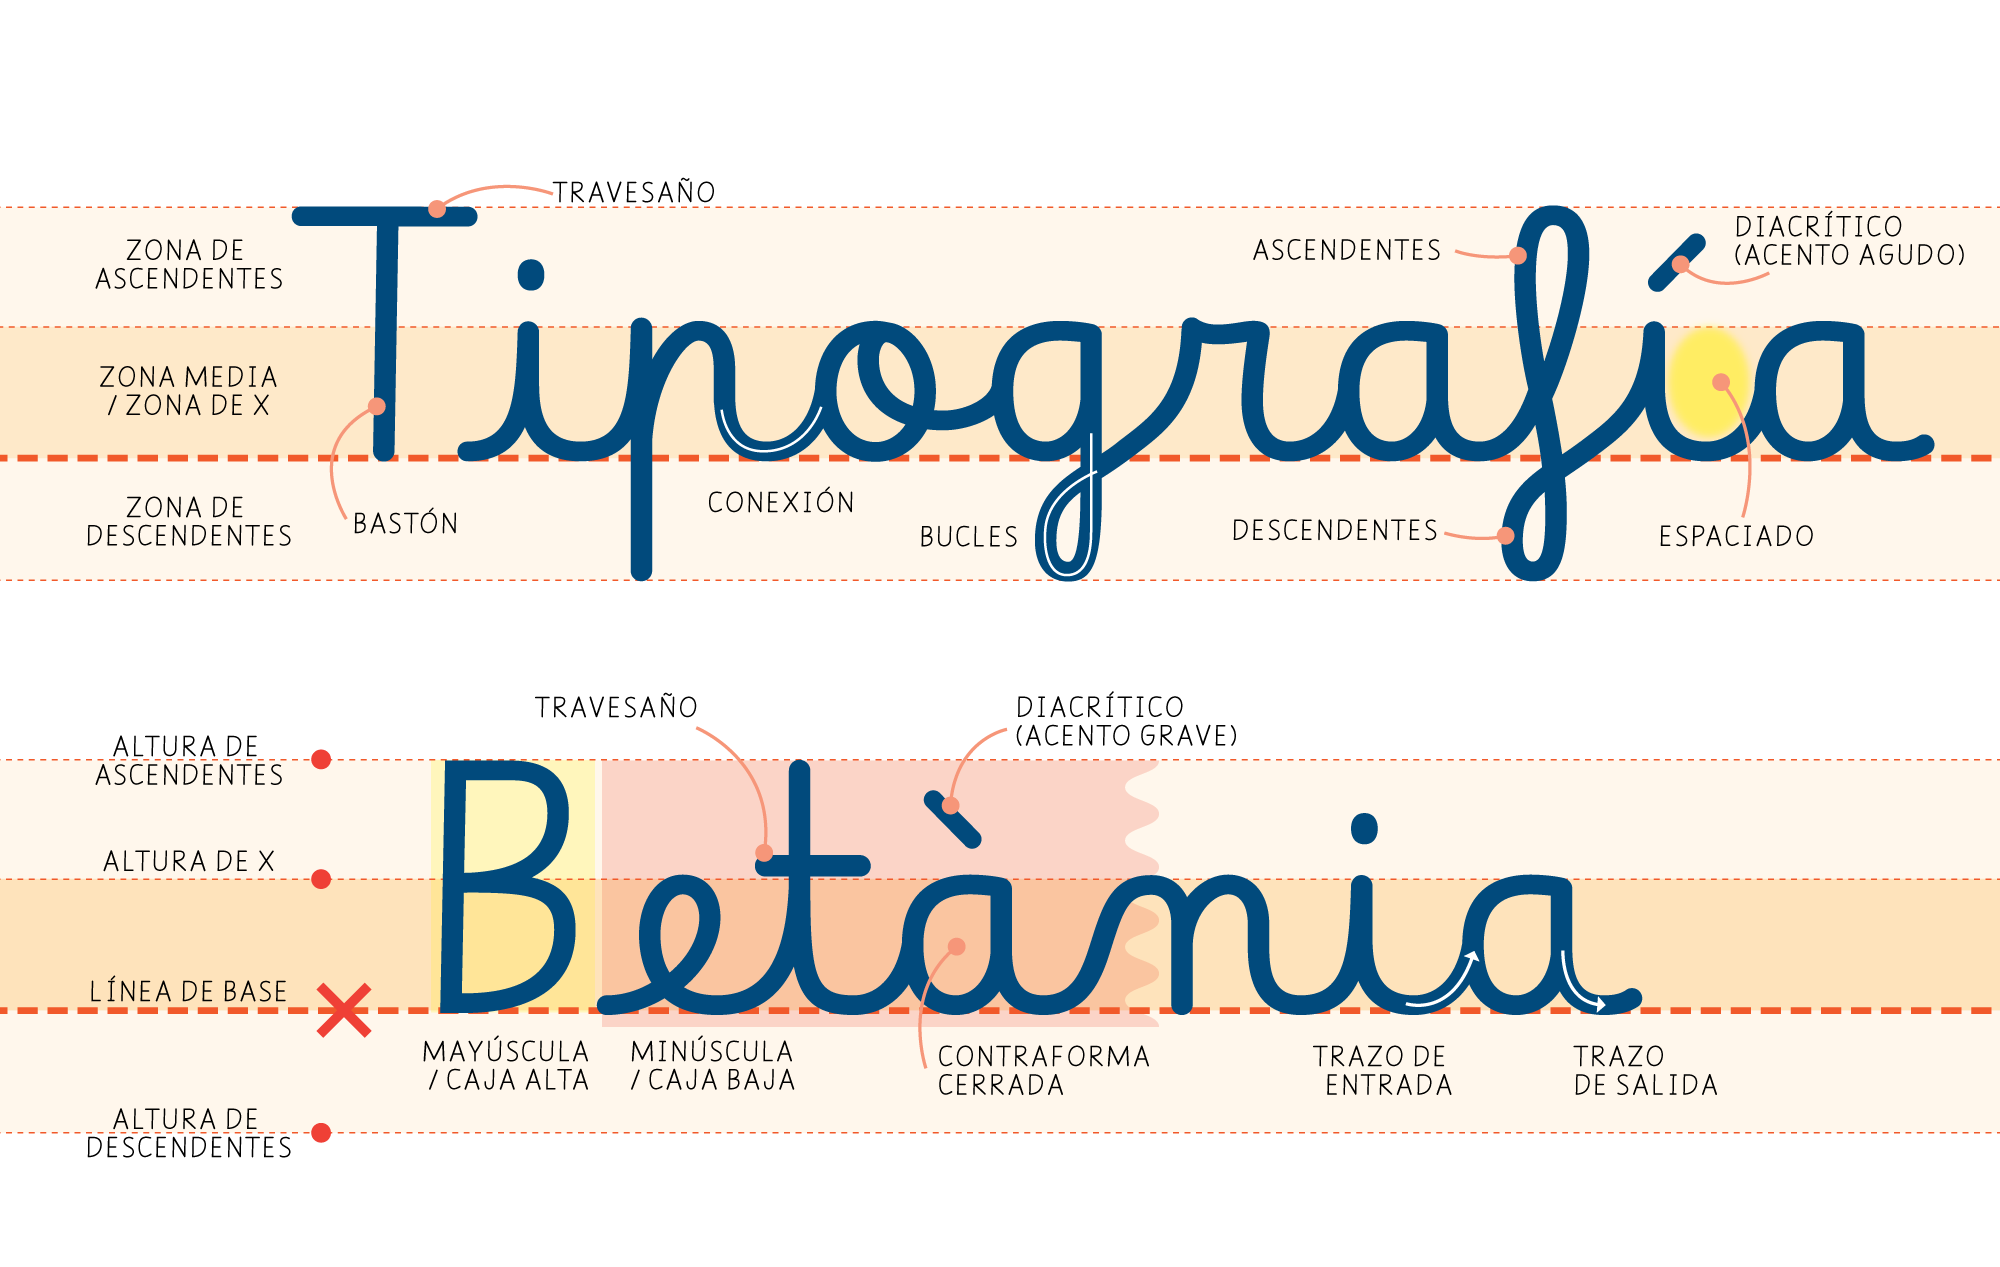 TRAVESAÑO
ZONA DE
ASCENDENTES
ASCENDENTES
DIACRÍTICO
(ACENTO AGUDO)
Tipografía
ZONA MEDIA
/ ZONA DE X
ZONA DE
DESCENDENTES
BASTÓN
CONEXIÓN
BUCLES
DESCENDENTES
ESPACIADO
TRAVESAÑO
DIACRÍTICO
(ACENTO GRAVE)
ALTURA DE
ASCENDENTES
Betània
ALTURA DE X
LÍNEA DE BASE
MAYÚSCULA
/ CAJA ALTA
MINÚSCULA
/ CAJA BAJA
CONTRAFORMA
CERRADA
TRAZO DE
ENTRADA
TRAZO
DE SALIDA
ALTURA DE
DESCENDENTES